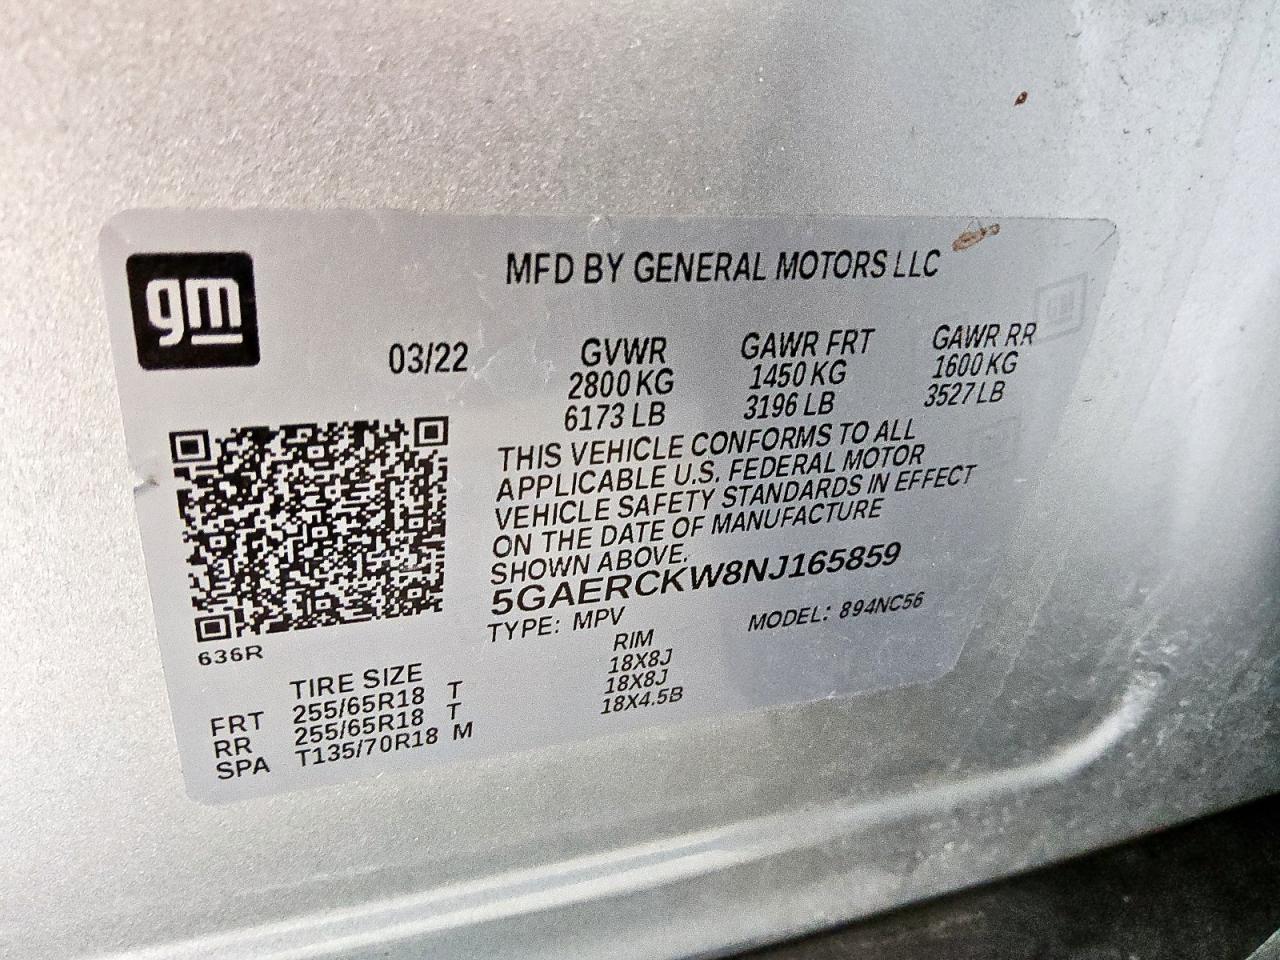 gm
MFD BY GENERAL MOTORS LLC
03/22 GVWR GAWR FRT GAWR RR
2800 KG 1450 KG 1600 KG
6173 LB 3196 LB 3527 LB
THIS VEHICLE CONFORMS TO ALL
APPLICABLE U.S. FEDERAL MOTOR
VEHICLE SAFETY STANDARDS IN EFFECT
ON THE DATE OF MANUFACTURE
SHOWN ABOVE.
5GAERCKW8NJ165859
TYPE: MPV MODEL: 894NC56
636R
TIRE SIZE RIM
FRT 255/65R18 T 18X8J
RR 255/65R18 T 18X8J
SPA T135/70R18 M 18X4.5B